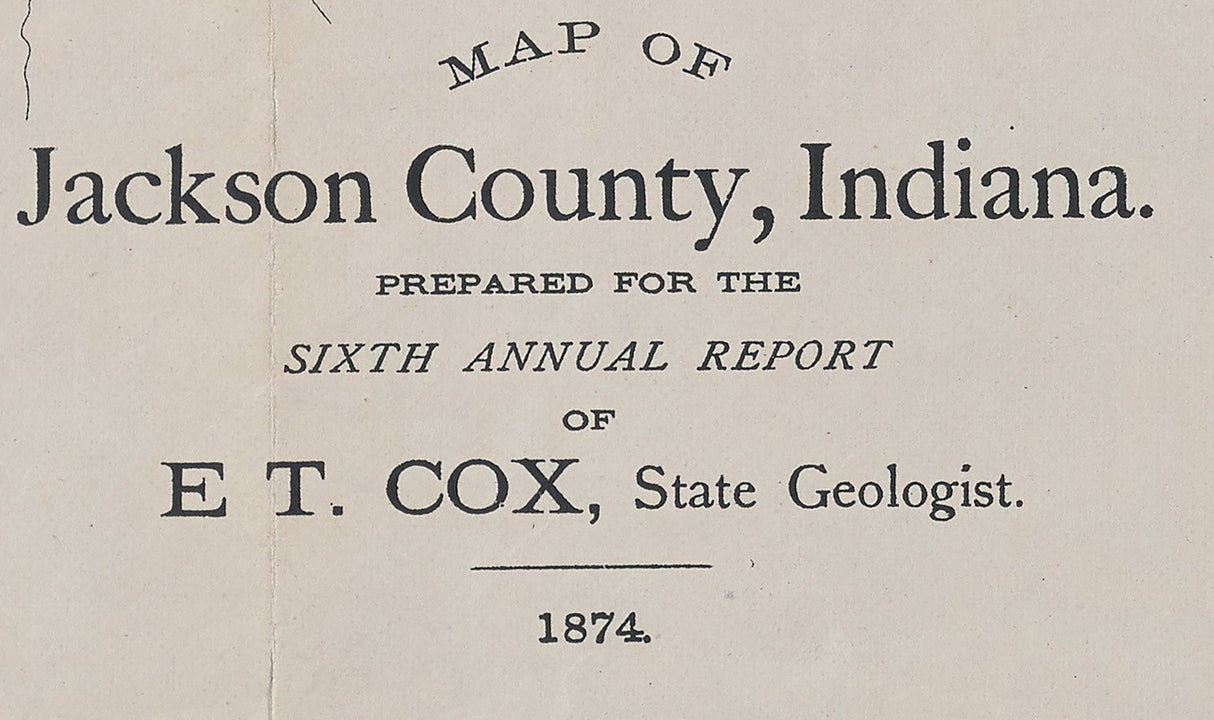 MAP OF
Jackson County, Indiana.
PREPARED FOR THE
SIXTH ANNUAL REPORT
OF
E T. COX, State Geologist.
1874.